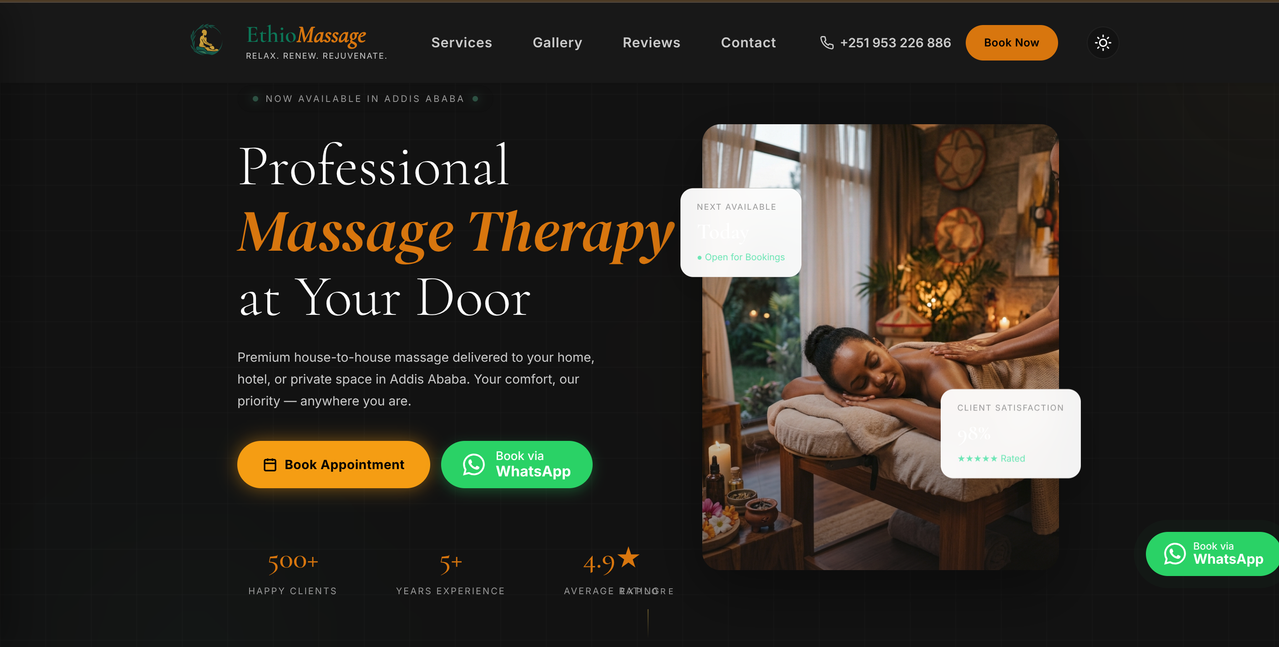 EthioMassage
RELAX. RENEW. REJUVENATE.
Services
Gallery
Reviews
Contact
+251 953 226 886
Book Now
NOW AVAILABLE IN ADDIS ABABA
Professional
Massage Therapy
at Your Door
Premium house-to-house massage delivered to your home,
hotel, or private space in Addis Ababa. Your comfort, our
priority — anywhere you are.
Book Appointment
Book via
WhatsApp
500+
HAPPY CLIENTS
5+
YEARS EXPERIENCE
4.9★
AVERAGE RATING
EXPLORE
NEXT AVAILABLE
Today
● Open for Bookings
CLIENT SATISFACTION
98%
★★★★★ Rated
Book via
WhatsApp